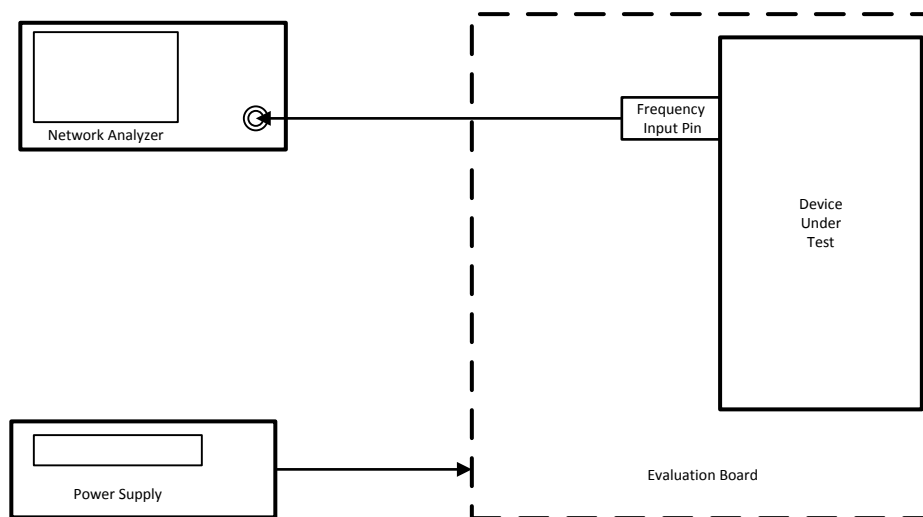 Network Analyzer
Frequency
Input Pin
Device
Under
Test
Power Supply
Evaluation Board